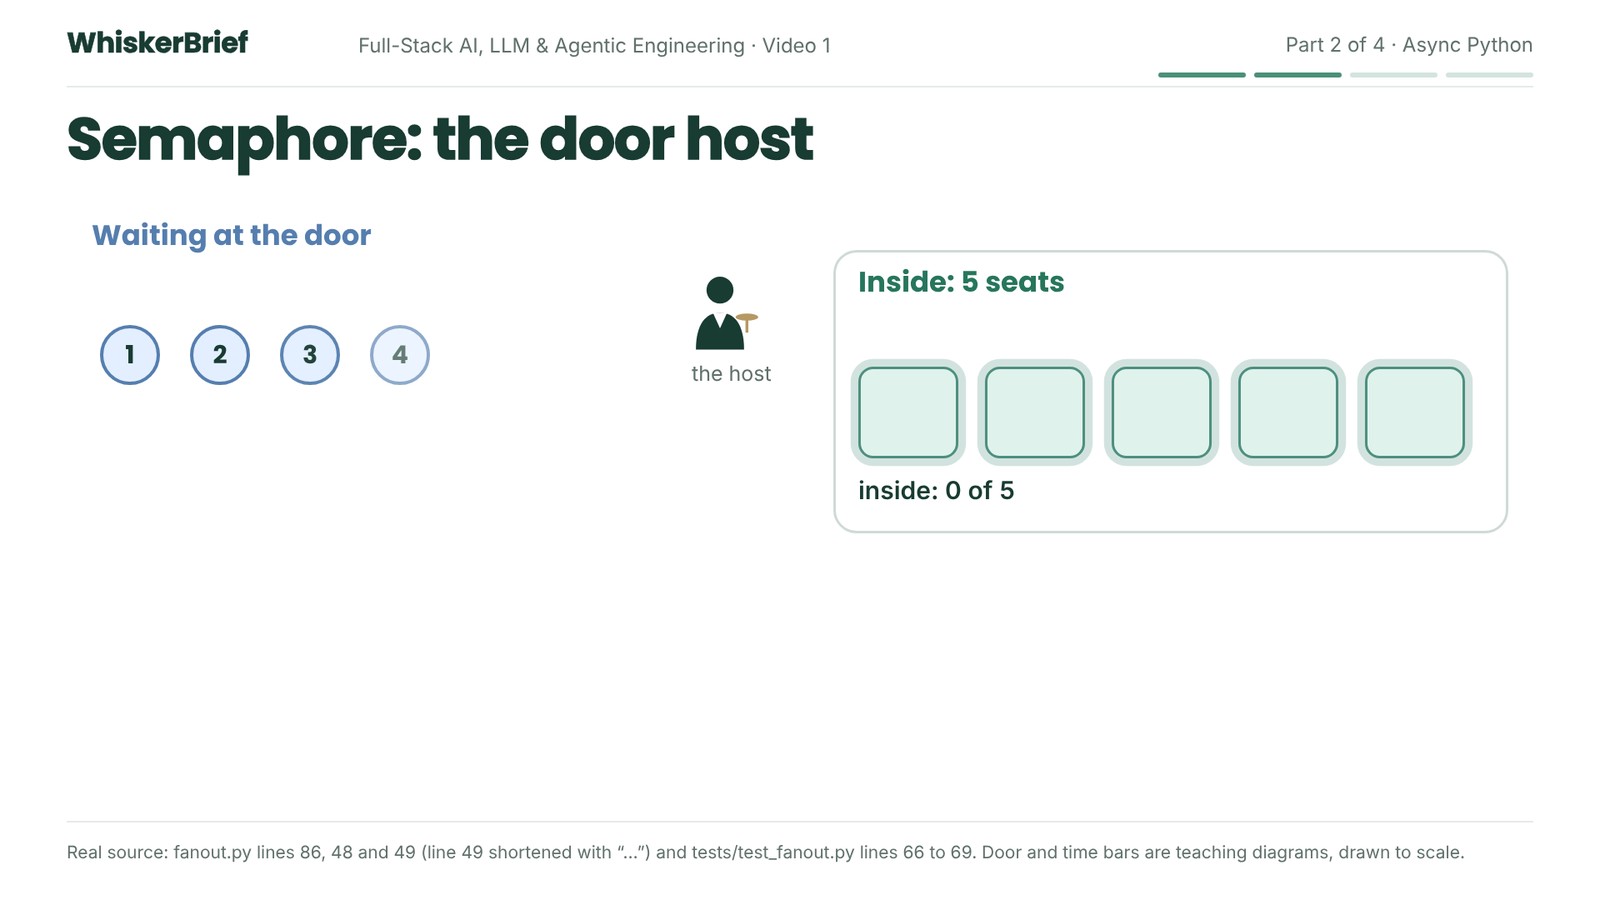 WhiskerBrief
Full-Stack AI, LLM & Agentic Engineering · Video 1
Part 2 of 4 · Async Python
Semaphore: the door host
Waiting at the door
1 2 3 4
the host
Inside: 5 seats
inside: 0 of 5
Real source: fanout.py lines 86, 48 and 49 (line 49 shortened with “...”) and tests/test_fanout.py lines 66 to 69. Door and time bars are teaching diagrams, drawn to scale.